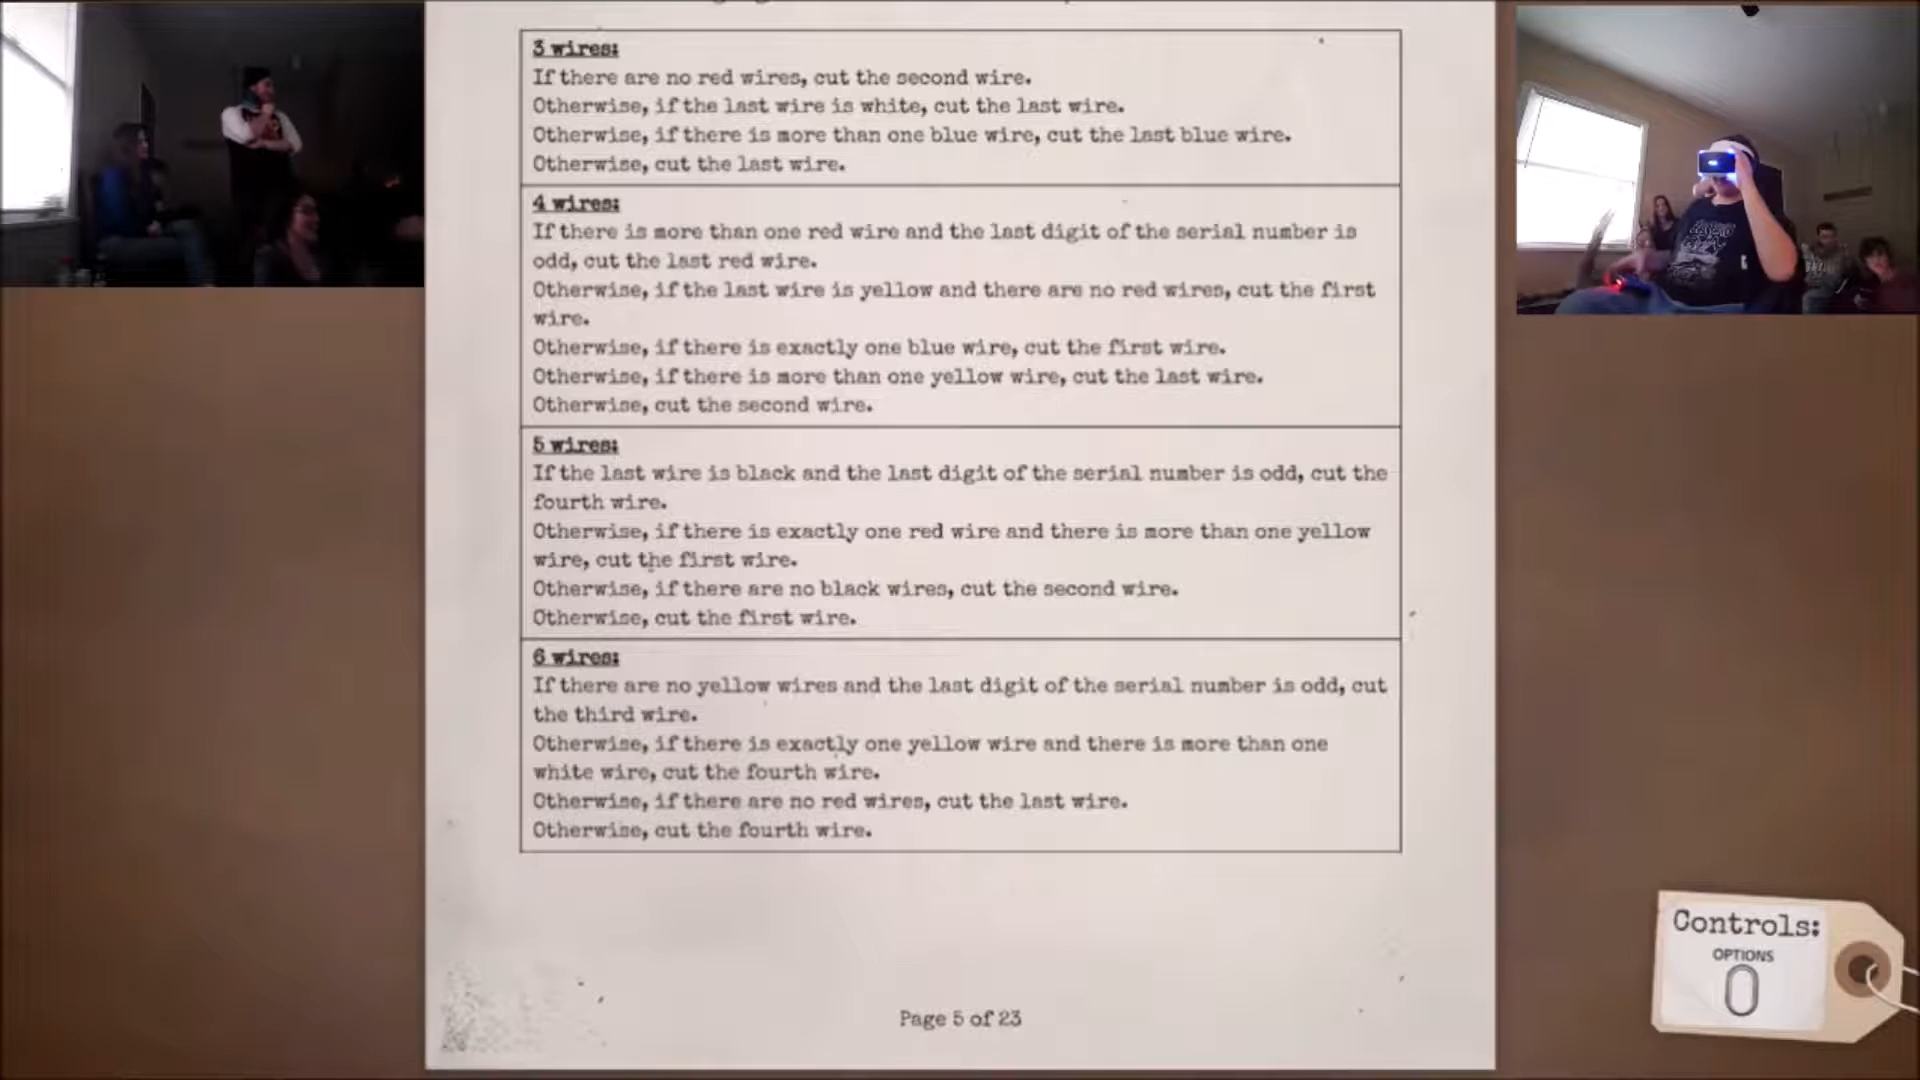 3 wires:
If there are no red wires, cut the second wire.
Otherwise, if the last wire is white, cut the last wire.
Otherwise, if there is more than one blue wire, cut the last blue wire.
Otherwise, cut the last wire.
4 wires:
If there is more than one red wire and the last digit of the serial number is
odd, cut the last red wire.
Otherwise, if the last wire is yellow and there are no red wires, cut the first
wire.
Otherwise, if there is exactly one blue wire, cut the first wire.
Otherwise, if there is more than one yellow wire, cut the last wire.
Otherwise, cut the second wire.
5 wires:
If the last wire is black and the last digit of the serial number is odd, cut the
fourth wire.
Otherwise, if there is exactly one red wire and there is more than one yellow
wire, cut the first wire.
Otherwise, if there are no black wires, cut the second wire.
Otherwise, cut the first wire.
6 wires:
If there are no yellow wires and the last digit of the serial number is odd, cut
the third wire.
Otherwise, if there is exactly one yellow wire and there is more than one
white wire, cut the fourth wire.
Otherwise, if there are no red wires, cut the last wire.
Otherwise, cut the fourth wire.
Page 5 of 23
Controls:
OPTIONS